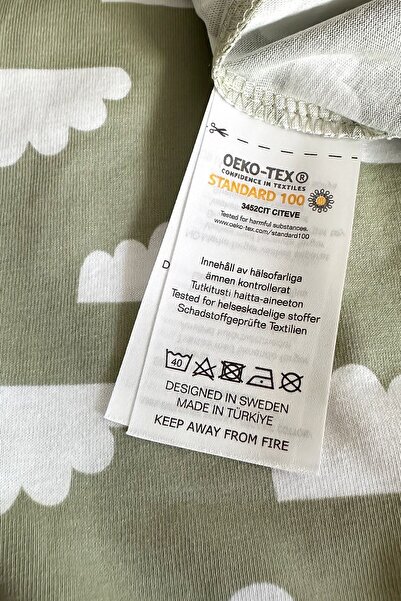 OEKO-TEX®
CONFIDENCE IN TEXTILES
STANDARD 100
3452CIT CITEVE
Tested for harmful substances.
www.oeko-tex.com/standard100
Innehåll av hälsofarliga
ämnen kontrollerat
Tutkitusti haitta-aineeton
Tested for helseskadelige stoffer
Schadstoffgeprüfte Textilien
40
DESIGNED IN SWEDEN
MADE IN TÜRKİYE
KEEP AWAY FROM FIRE